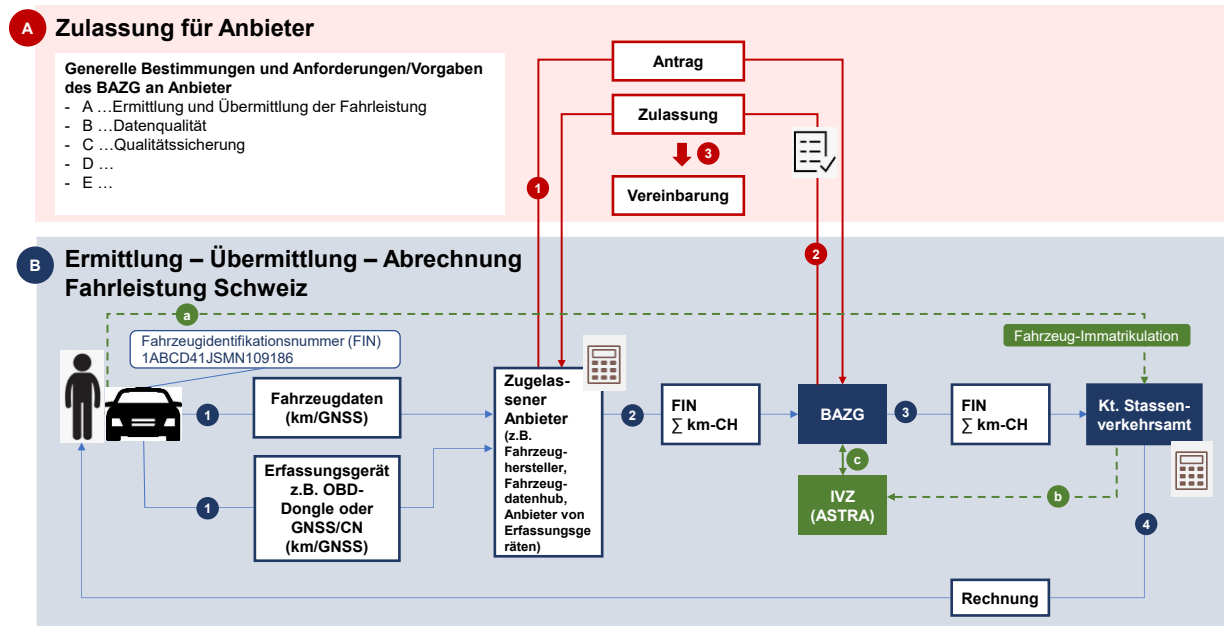 A
Zulassung für Anbieter
Generelle Bestimmungen und Anforderungen/Vorgaben
des BAZG an Anbieter
- A …Ermittlung und Übermittlung der Fahrleistung
- B …Datenqualität
- C …Qualitätssicherung
- D …
- E …
Antrag
Zulassung
3
Vereinbarung
1
2
B
Ermittlung – Übermittlung – Abrechnung
Fahrleistung Schweiz
a
Fahrzeugidentifikationsnummer (FIN)
1ABCD41JSMN109186
Fahrzeug-Immatrikulation
1
Fahrzeugdaten
(km/GNSS)
1
Erfassungsgerät
z.B. OBD-
Dongle oder
GNSS/CN
(km/GNSS)
Zugelas-
sener
Anbieter
(z.B.
Fahrzeug-
hersteller,
Fahrzeug-
datenhub,
Anbieter von
Erfassungsge
räten)
2
FIN
∑ km-CH
BAZG
3
FIN
∑ km-CH
Kt. Stassen-
verkehrsamt
c
IVZ
(ASTRA)
b
4
Rechnung